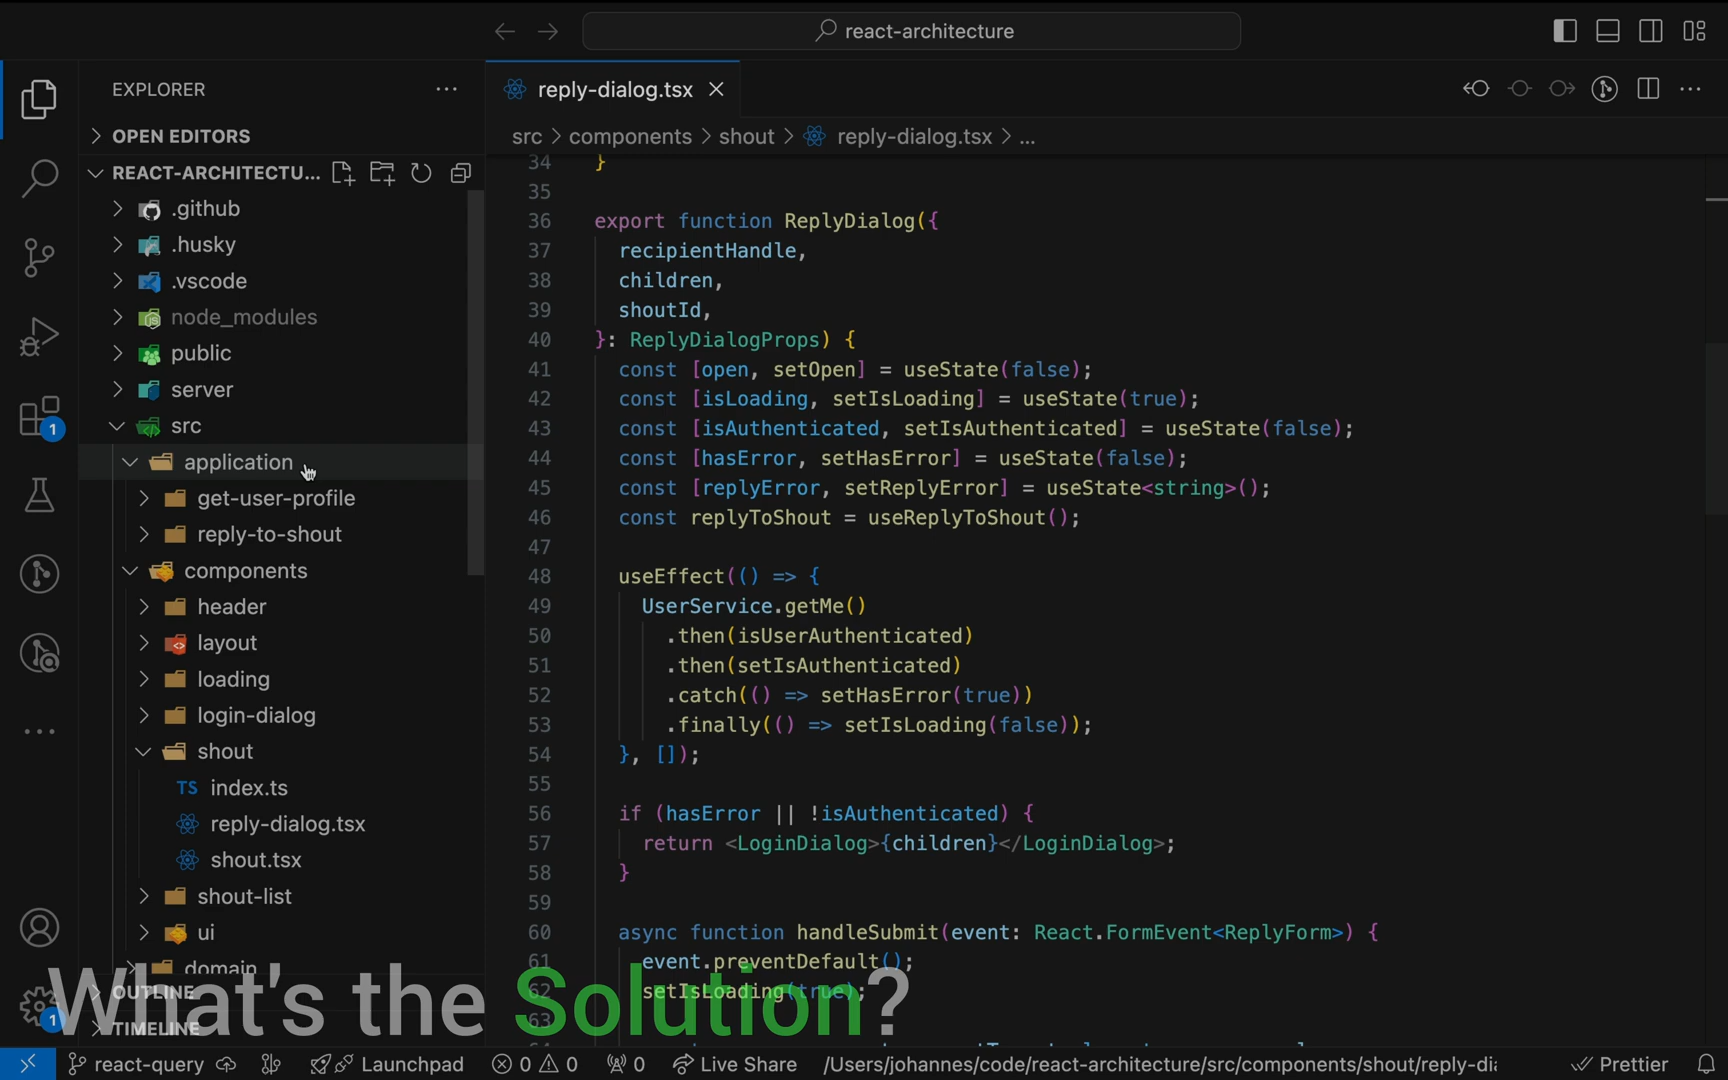 react-architecture
EXPLORER
reply-dialog.tsx
OPEN EDITORS
src > components > shout > reply-dialog.tsx > ...
REACT-ARCHITECTU...
.github
.husky
.vscode
node_modules
public
server
src
application
get-user-profile
reply-to-shout
components
header
layout
loading
login-dialog
shout
TS index.ts
reply-dialog.tsx
shout.tsx
shout-list
ui
domain
OUTLINE
TIMELINE
1
1
34 }
35
36 export function ReplyDialog({
37 recipientHandle,
38 children,
39 shoutId,
40 }: ReplyDialogProps) {
41 const [open, setOpen] = useState(false);
42 const [isLoading, setIsLoading] = useState(true);
43 const [isAuthenticated, setIsAuthenticated] = useState(false);
44 const [hasError, setHasError] = useState(false);
45 const [replyError, setReplyError] = useState<string>();
46 const replyToShout = useReplyToShout();
47
48 useEffect(() => {
49 UserService.getMe()
50 .then(isUserAuthenticated)
51 .then(setIsAuthenticated)
52 .catch(() => setHasError(true))
53 .finally(() => setIsLoading(false));
54 }, []);
55
56 if (hasError || !isAuthenticated) {
57 return <LoginDialog>{children}</LoginDialog>;
58 }
59
60 async function handleSubmit(event: React.FormEvent<ReplyForm>) {
61 event.preventDefault();
62 setIsLoading(true);
63
What's the Solution?
react-query Launchpad 0 0 0 Live Share /Users/johannes/code/react-architecture/src/components/shout/reply-di Prettier